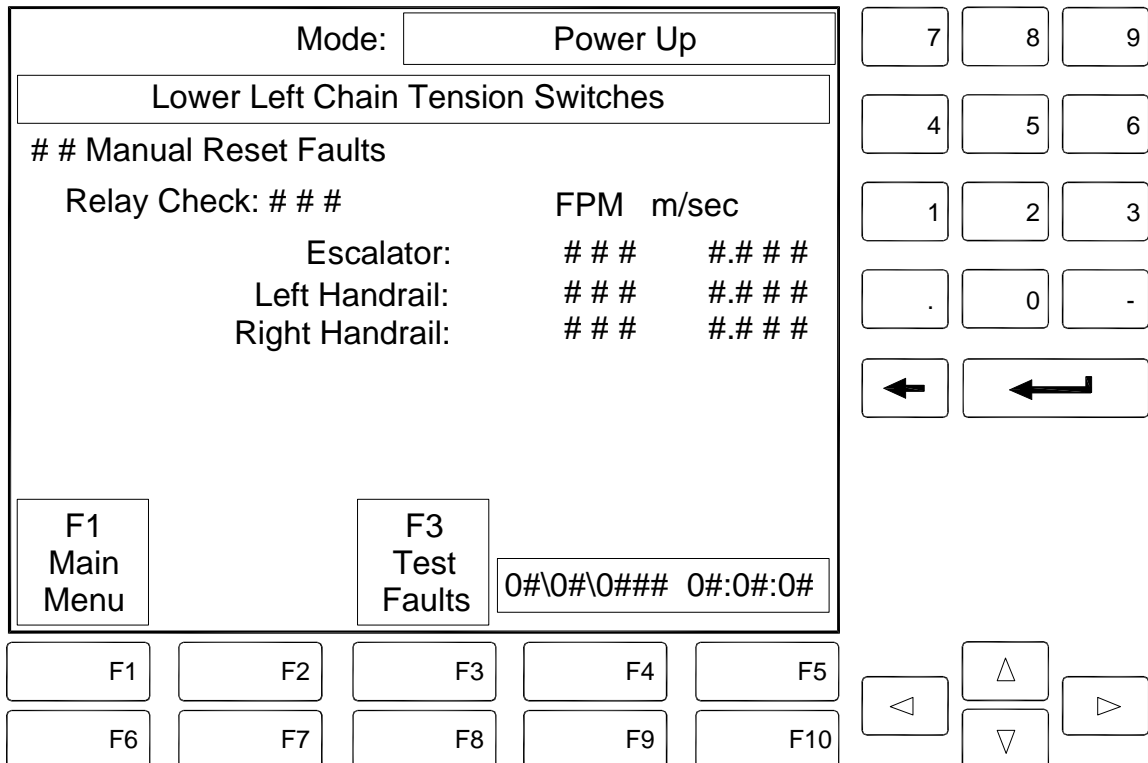 Mode: Power Up
Lower Left Chain Tension Switches
# # Manual Reset Faults
Relay Check: # # #
FPM m/sec
Escalator: # # # #.# # #
Left Handrail: # # # #.# # #
Right Handrail: # # # #.# # #
F1
Main
Menu
F3
Test
Faults
0#\0#\0### 0#:0#:0#
F1 F2 F3 F4 F5
F6 F7 F8 F9 F10
7 8 9
4 5 6
1 2 3
. 0 -